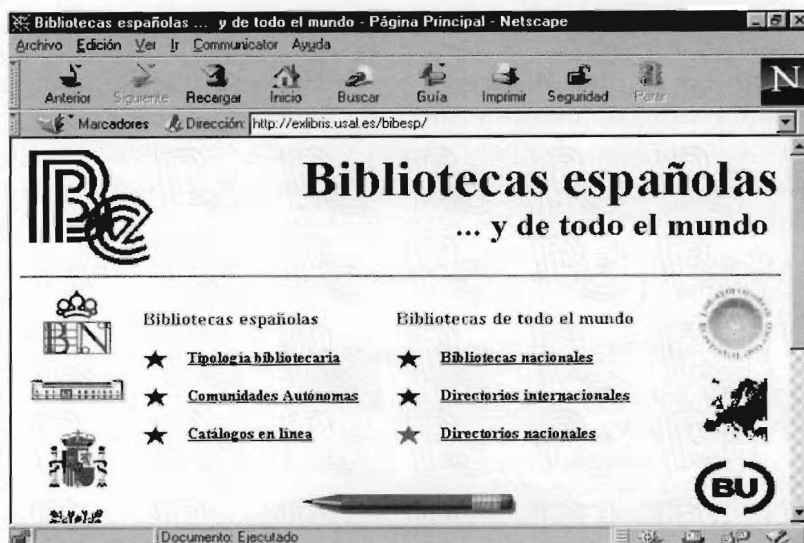 Bibliotecas españolas ... y de todo el mundo - Página Principal - Netscape
Archivo Edición Ver Ir Communicator Ayuda
Anterior Siguiente Recargar Inicio Buscar Guía Imprimir Seguridad Parar
N
Marcadores Dirección: http://exlibris.usal.es/bibesp/
Bibliotecas españolas
... y de todo el mundo
BN
Bibliotecas españolas
Tipología bibliotecaria
Comunidades Autónomas
Catálogos en línea
Bibliotecas de todo el mundo
Bibliotecas nacionales
Directorios internacionales
Directorios nacionales
BU
Documento: Ejecutado